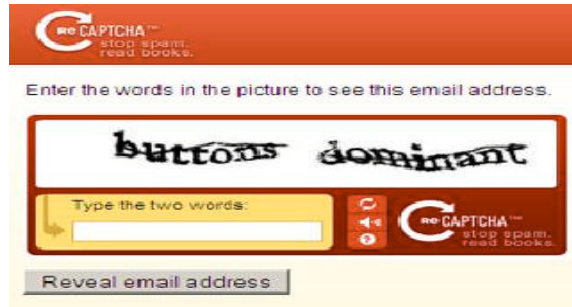 reCAPTCHA™
stop spam.
read books.
Enter the words in the picture to see this email address.
buttons dominant
Type the two words:
reCAPTCHA™
stop spam.
read books.
Reveal email address